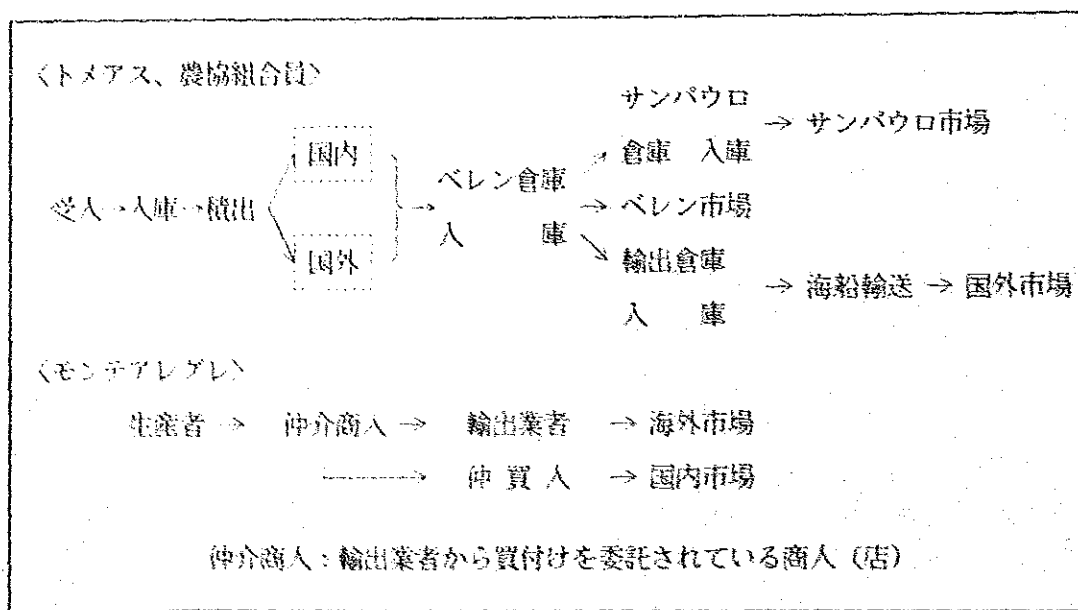 〈トメアス、農協組合員〉
サンパウロ
倉庫 入庫 → サンパウロ市場
国内
受入→入庫→積出
ベレン倉庫
入 庫
→ ベレン市場
国外
輸出倉庫
入 庫
→ 海船輸送 → 国外市場
〈モンテアレグレ〉
生産者 → 仲介商人 → 輸出業者 → 海外市場
→ 仲買人 → 国内市場
仲介商人:輸出業者から買付けを委託されている商人(店)